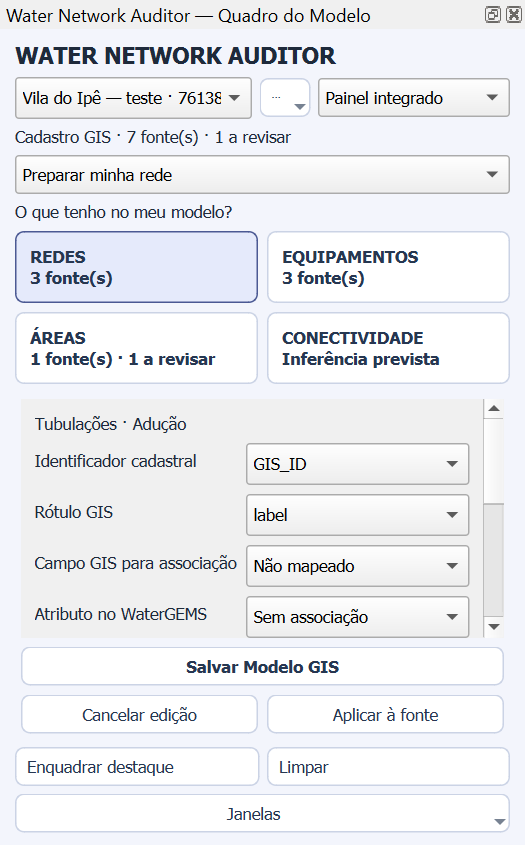 Water Network Auditor — Quadro do Modelo
WATER NETWORK AUDITOR
Vila do Ipê — teste · 76138
...
Painel integrado
Cadastro GIS · 7 fonte(s) · 1 a revisar
Preparar minha rede
O que tenho no meu modelo?
REDES
3 fonte(s)
EQUIPAMENTOS
3 fonte(s)
ÁREAS
1 fonte(s) · 1 a revisar
CONECTIVIDADE
Inferência prevista
Tubulações · Adução
Identificador cadastral
GIS_ID
Rótulo GIS
label
Campo GIS para associação
Não mapeado
Atributo no WaterGEMS
Sem associação
Salvar Modelo GIS
Cancelar edição
Aplicar à fonte
Enquadrar destaque
Limpar
Janelas